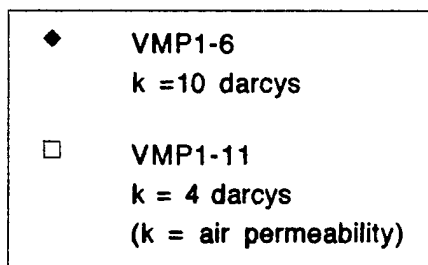 VMP1-6
k =10 darcys
VMP1-11
k = 4 darcys
(k = air permeability)